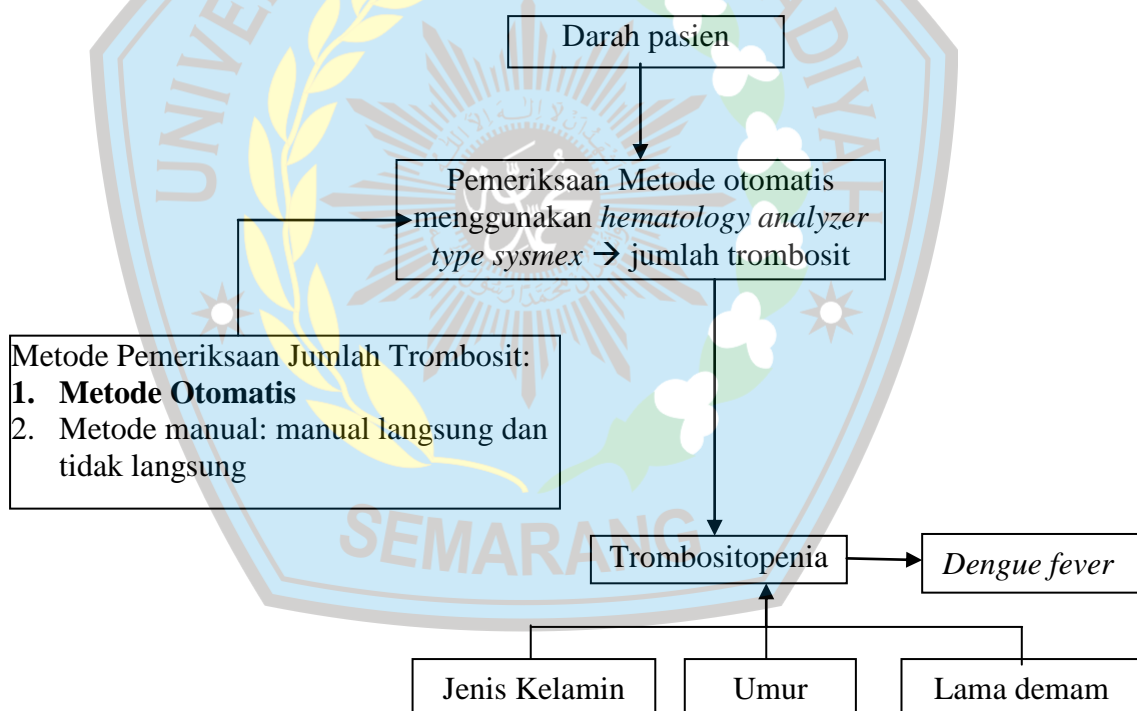 Darah pasien
Pemeriksaan Metode otomatis
menggunakan hematology analyzer
type sysmex → jumlah trombosit
Metode Pemeriksaan Jumlah Trombosit:
1. Metode Otomatis
2. Metode manual: manual langsung dan
tidak langsung
SEMARANG
Trombositopenia
Dengue fever
Jenis Kelamin
Umur
Lama demam